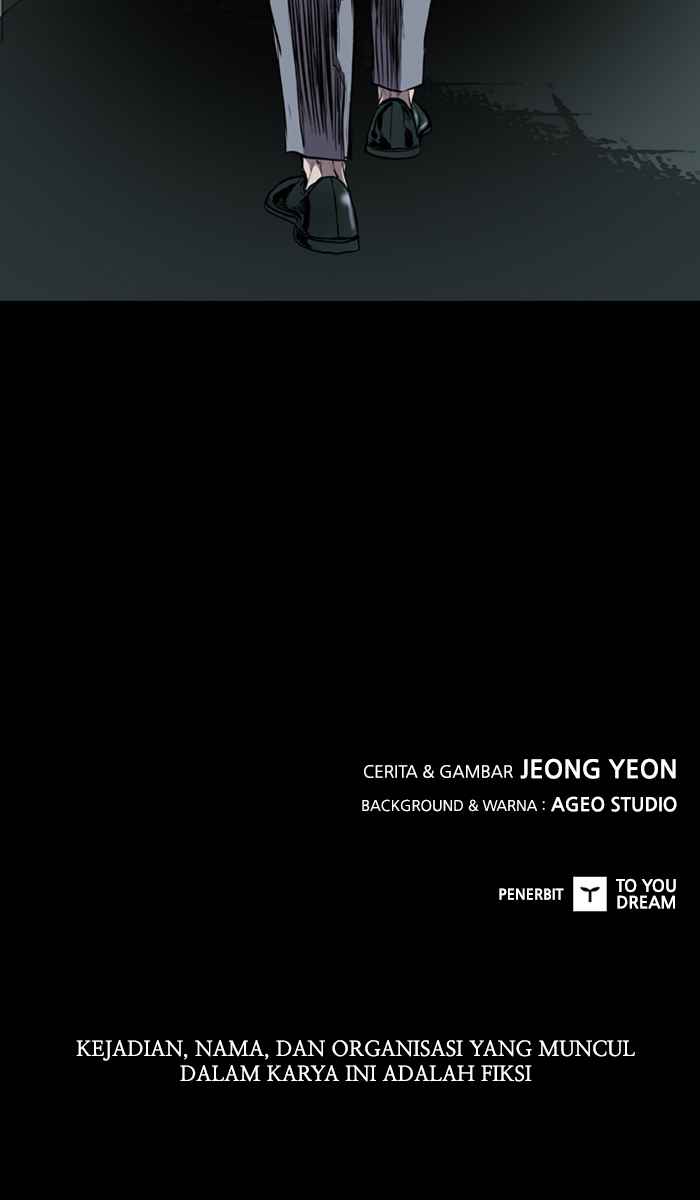 CERITA & GAMBAR JEONG YEON
BACKGROUND & WARNA : AGEO STUDIO
PENERBIT TO YOU
DREAM
KEJADIAN, NAMA, DAN ORGANISASI YANG MUNCUL
DALAM KARYA INI ADALAH FIKSI